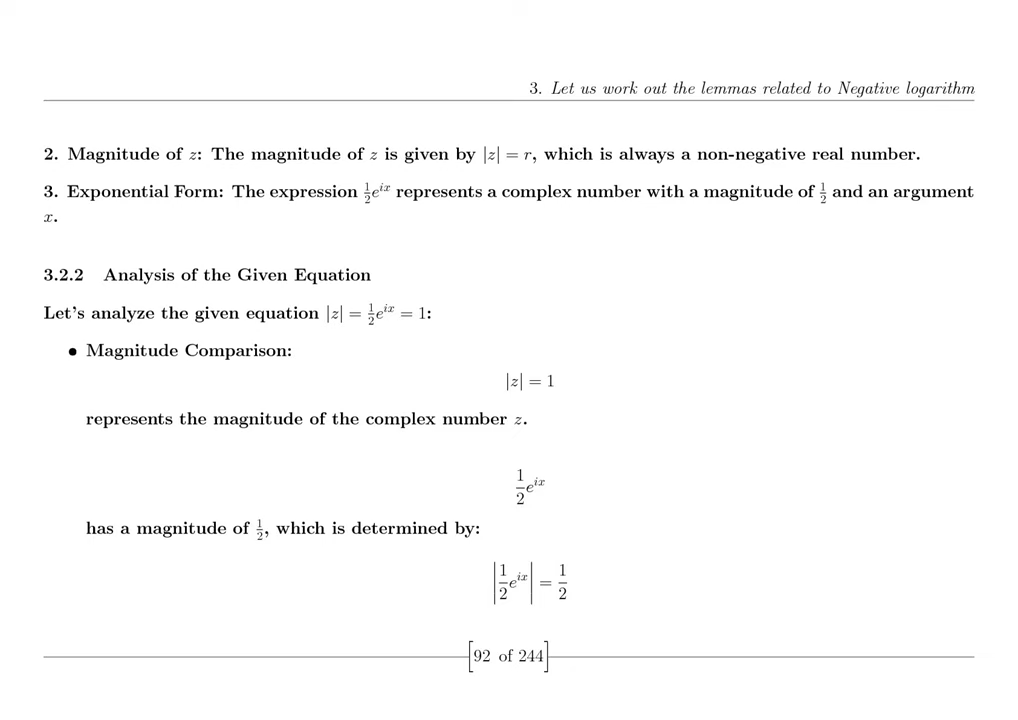 3. Let us work out the lemmas related to Negative logarithm
2. Magnitude of z: The magnitude of z is given by |z| = r, which is always a non-negative real number.
3. Exponential Form: The expression ½e^{ix} represents a complex number with a magnitude of ½ and an argument
x.
3.2.2 Analysis of the Given Equation
Let's analyze the given equation |z| = ½e^{ix} = 1:
• Magnitude Comparison:
|z| = 1
represents the magnitude of the complex number z.
½e^{ix}
has a magnitude of ½, which is determined by:
|½e^{ix}| = ½
[92 of 244]